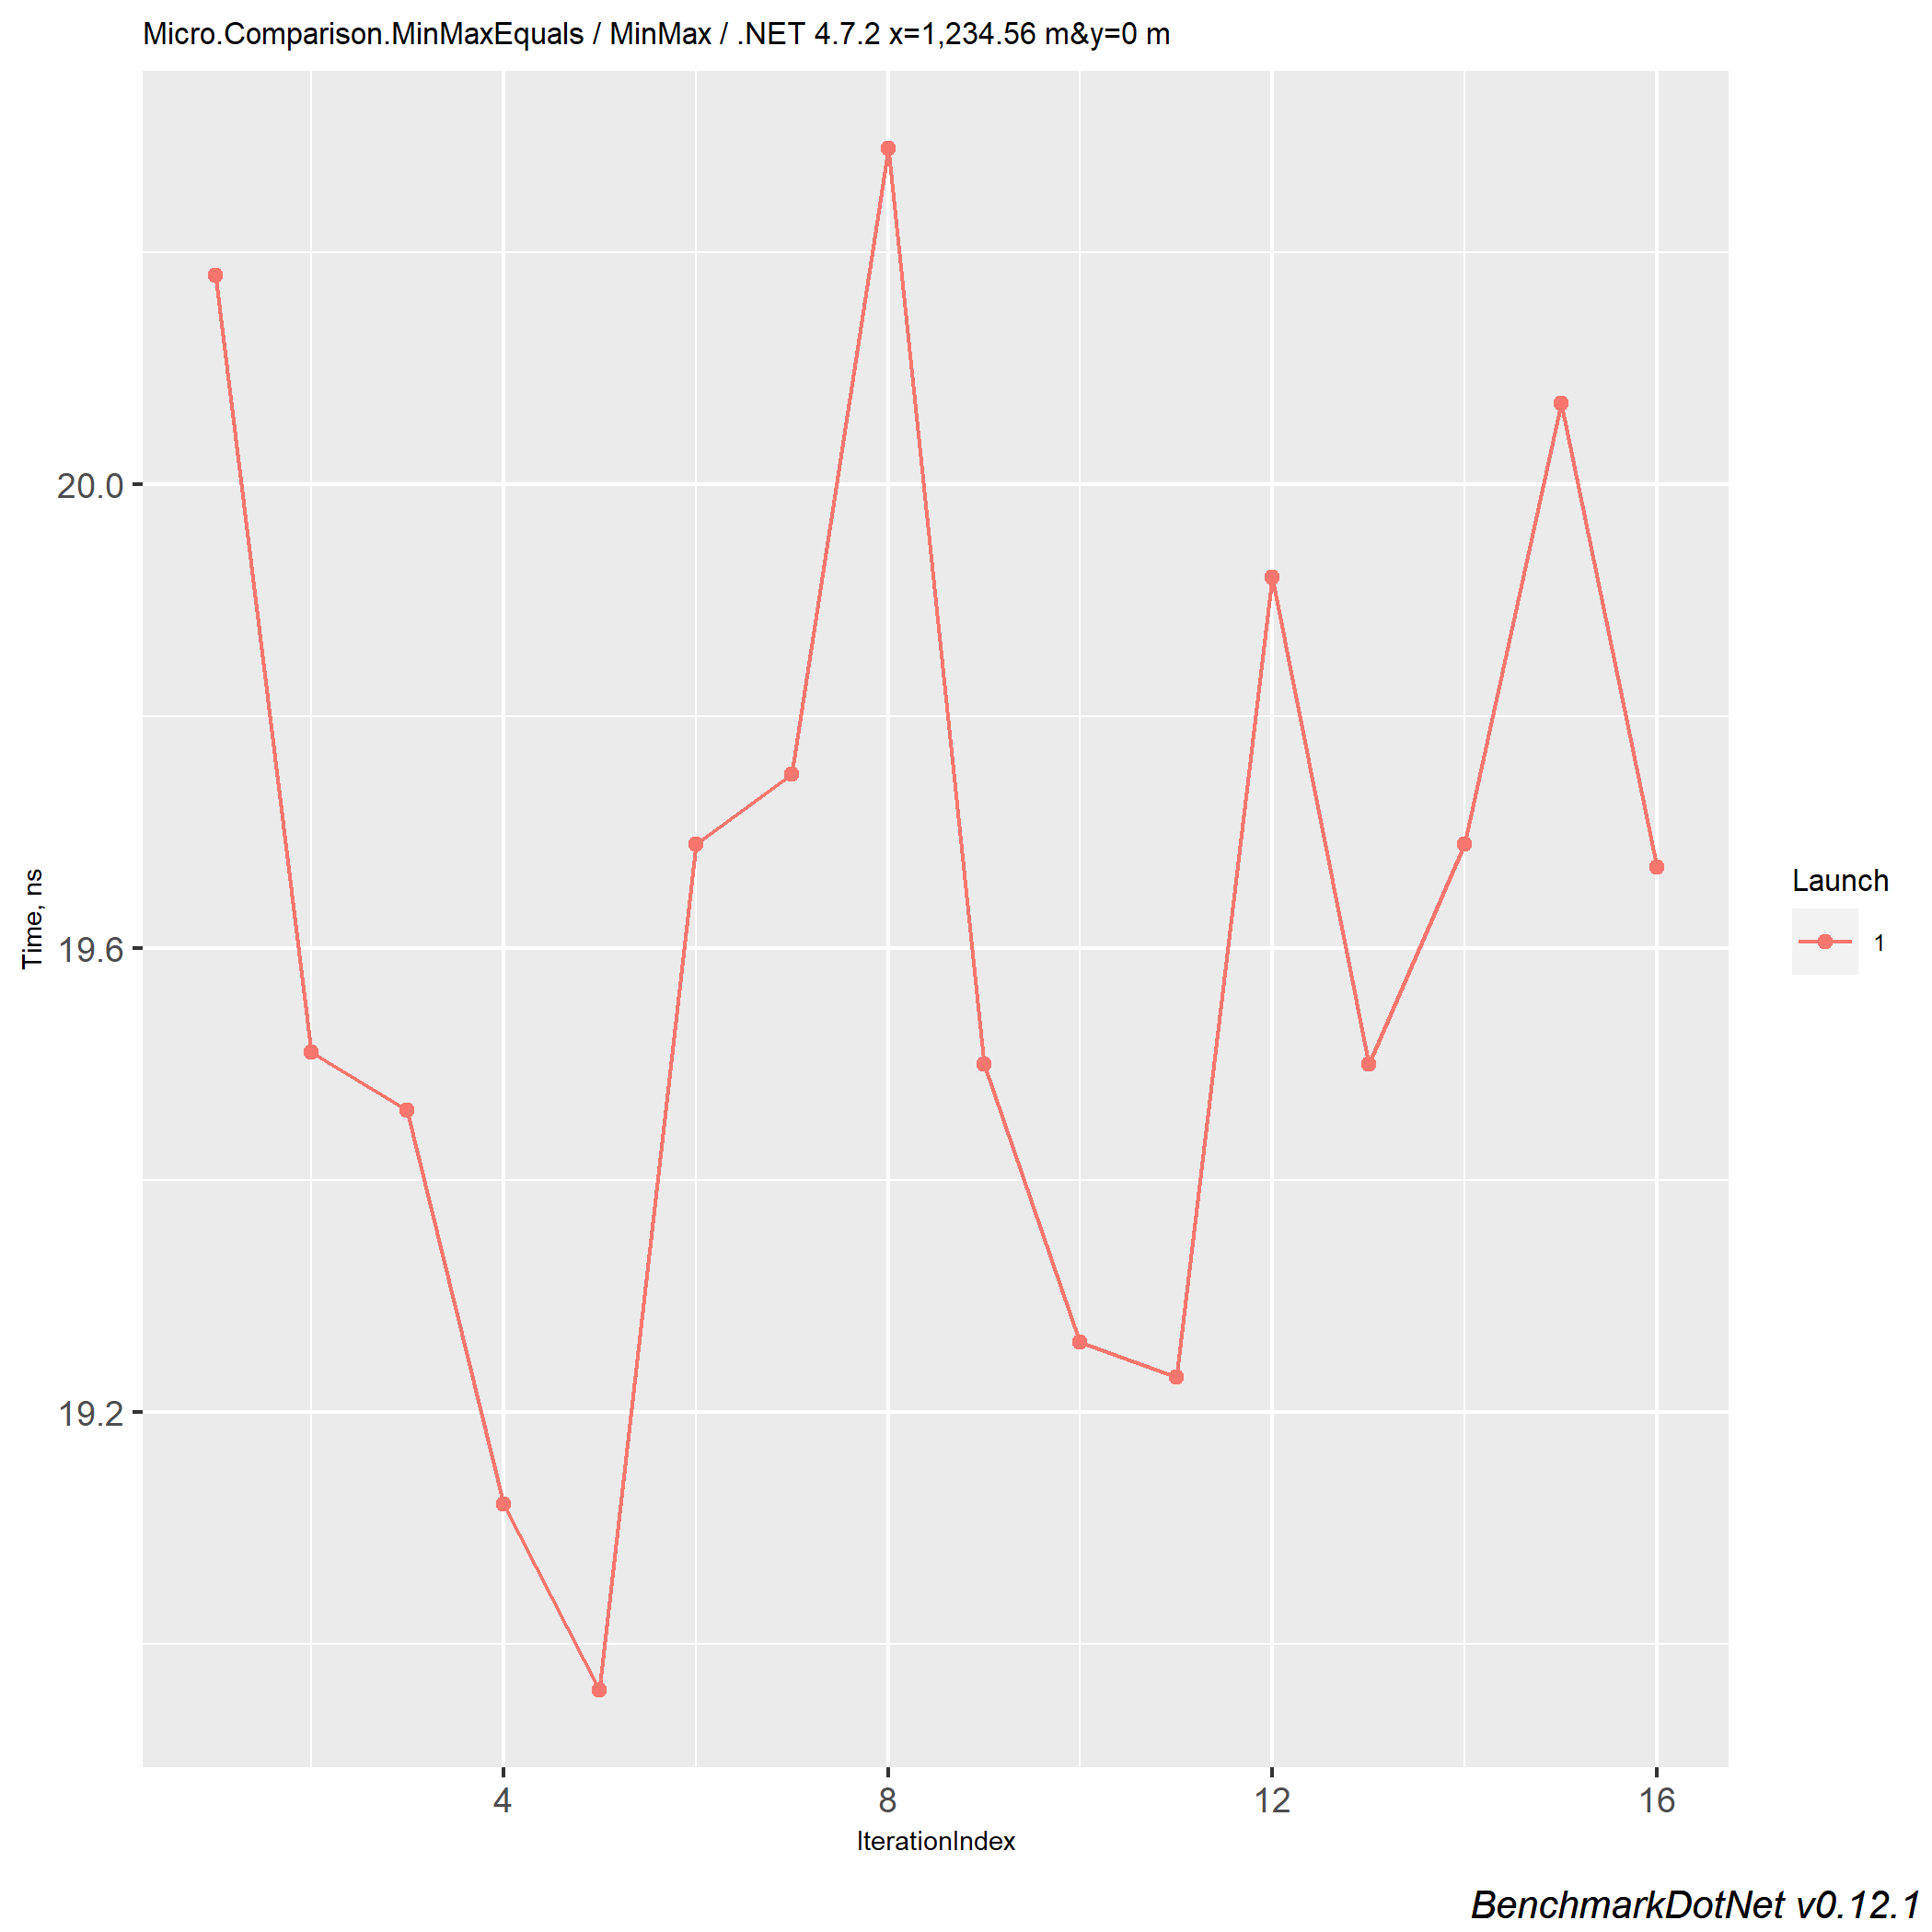 Micro.Comparison.MinMaxEquals / MinMax / .NET 4.7.2 x=1,234.56 m&y=0 m
Time, ns
20.0
19.6
19.2
4 8 12 16
IterationIndex
Launch
1
BenchmarkDotNet v0.12.1